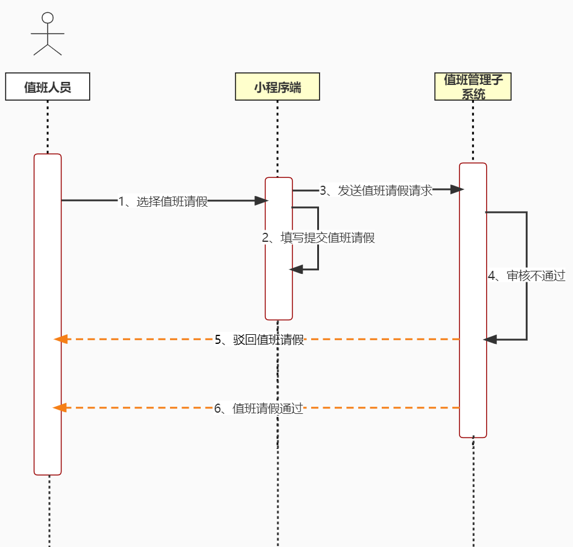 值班人员
小程序端
值班管理子
系统
1、选择值班请假
3、发送值班请假请求
2、填写提交值班请假
4、审核不通过
5、驳回值班请假
6、值班请假通过